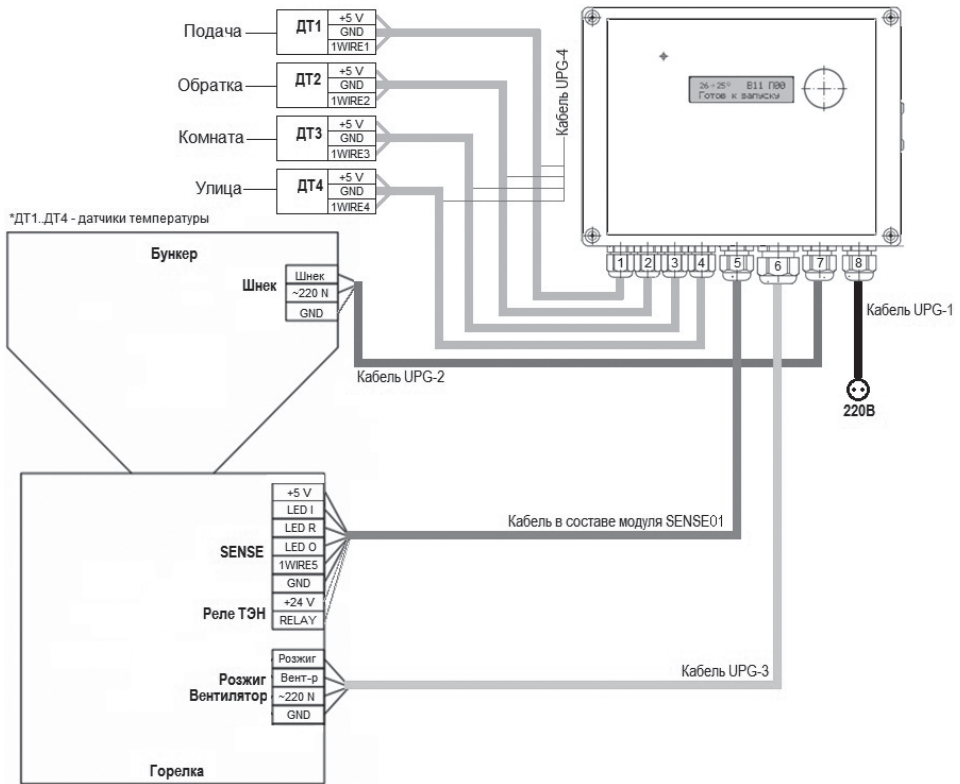 Подача
ДТ1
+5 V
GND
1WIRE1
Обратка
ДТ2
+5 V
GND
1WIRE2
Комната
ДТ3
+5 V
GND
1WIRE3
Улица
ДТ4
+5 V
GND
1WIRE4
*ДТ1..ДТ4 - датчики температуры
Кабель UPG-4
26→25° В11 П00
Готов к запуску
1 2 3 4 5 6 7 8
Бункер
Шнек
Шнек
~220 N
GND
Кабель UPG-1
Кабель UPG-2
220В
SENSE
+5 V
LED I
LED R
LED O
1WIRE5
GND
Реле ТЭН
+24 V
RELAY
Кабель в составе модуля SENSE01
Розжиг
Вентилятор
Розжиг
Вент-р
~220 N
GND
Кабель UPG-3
Горелка